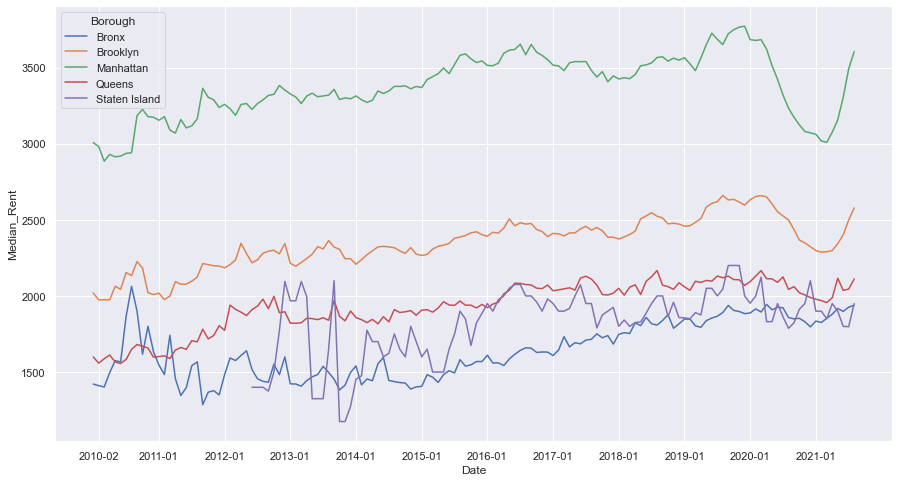 Borough
Bronx
Brooklyn
Manhattan
Queens
Staten Island
3500
3000
2500
2000
1500
Median_Rent
2010-02 2011-01 2012-01 2013-01 2014-01 2015-01 2016-01 2017-01 2018-01 2019-01 2020-01 2021-01
Date